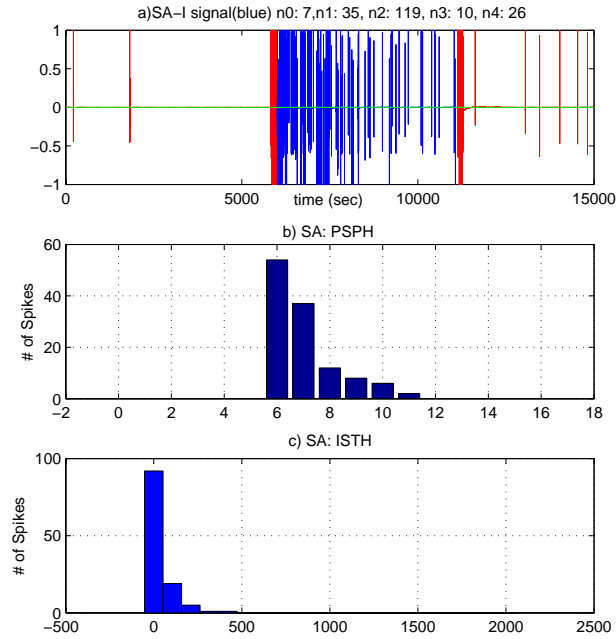 a)SA-I signal(blue) n0: 7,n1: 35, n2: 119, n3: 10, n4: 26
1
0.5
0
−0.5
−1
0 5000 10000 15000
time (sec)
b) SA: PSPH
# of Spikes
60
40
20
0
−2 0 2 4 6 8 10 12 14 16 18
c) SA: ISTH
# of Spikes
100
50
0
−500 0 500 1000 1500 2000 2500